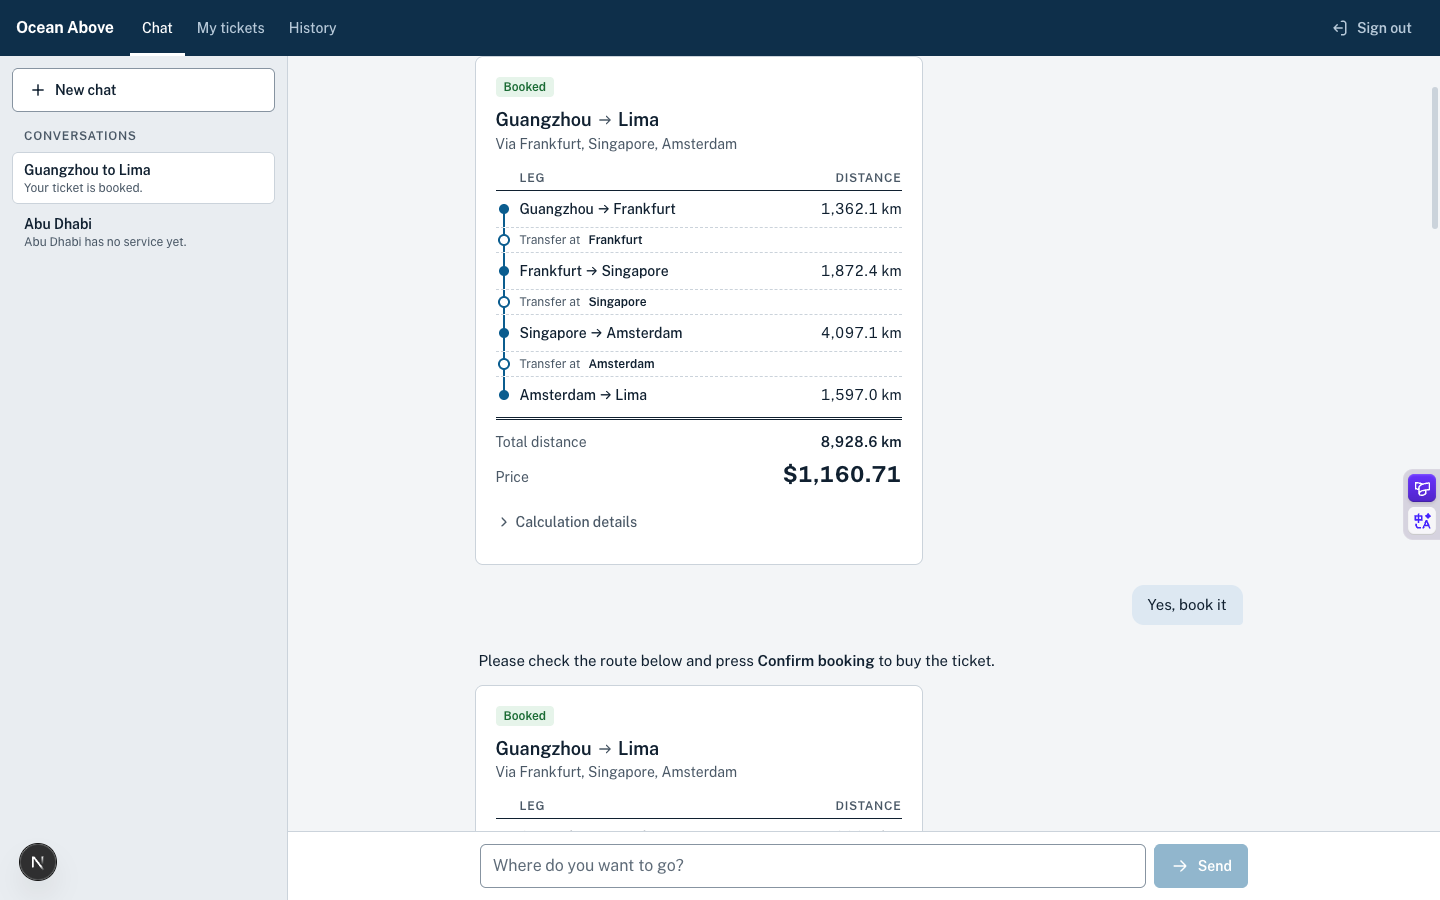 Ocean Above
Chat
My tickets
History
Sign out
New chat
CONVERSATIONS
Guangzhou to Lima
Your ticket is booked.
Abu Dhabi
Abu Dhabi has no service yet.
Booked
Guangzhou → Lima
Via Frankfurt, Singapore, Amsterdam
LEG DISTANCE
Guangzhou → Frankfurt 1,362.1 km
Transfer at Frankfurt
Frankfurt → Singapore 1,872.4 km
Transfer at Singapore
Singapore → Amsterdam 4,097.1 km
Transfer at Amsterdam
Amsterdam → Lima 1,597.0 km
Total distance 8,928.6 km
Price $1,160.71
Calculation details
Yes, book it
Please check the route below and press Confirm booking to buy the ticket.
Booked
Guangzhou → Lima
Via Frankfurt, Singapore, Amsterdam
LEG DISTANCE
Where do you want to go?
Send
N
中A